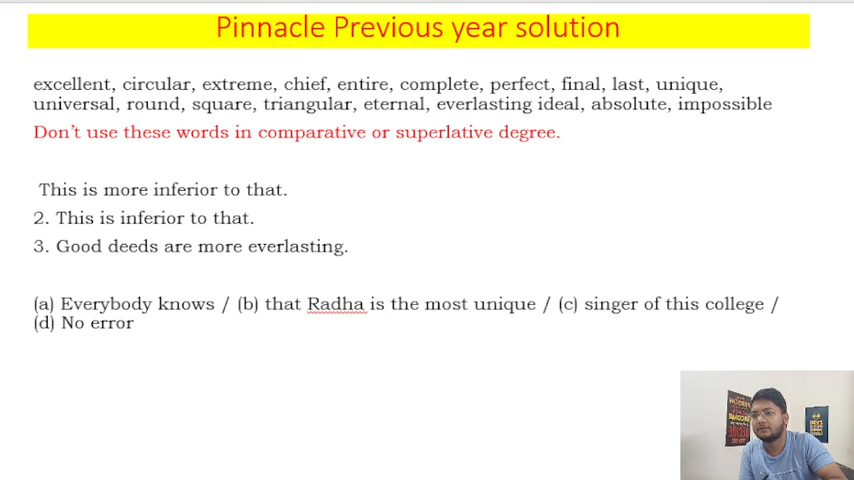 Pinnacle Previous year solution
excellent, circular, extreme, chief, entire, complete, perfect, final, last, unique,
universal, round, square, triangular, eternal, everlasting ideal, absolute, impossible
Don't use these words in comparative or superlative degree.
This is more inferior to that.
2. This is inferior to that.
3. Good deeds are more everlasting.
(a) Everybody knows / (b) that Radha is the most unique / (c) singer of this college /
(d) No error